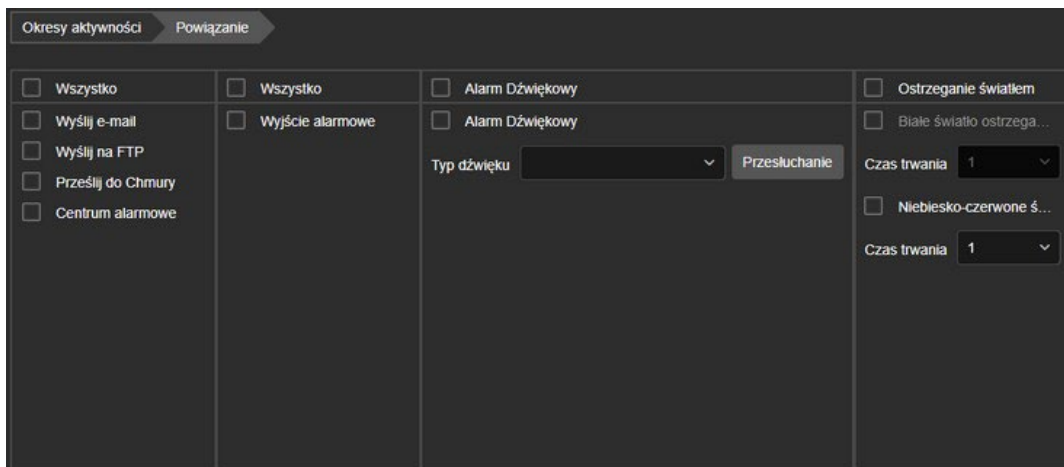 Okresy aktywności Powiązanie
Wszystko Wszystko Alarm Dźwiękowy Ostrzeganie światłem
Wyślij e-mail Wyjście alarmowe Alarm Dźwiękowy Białe światło ostrzega...
Wyślij na FTP
Typ dźwięku Przesłuchanie Czas trwania 1
Prześlij do Chmury
Centrum alarmowe Niebiesko-czerwone ś...
Czas trwania 1